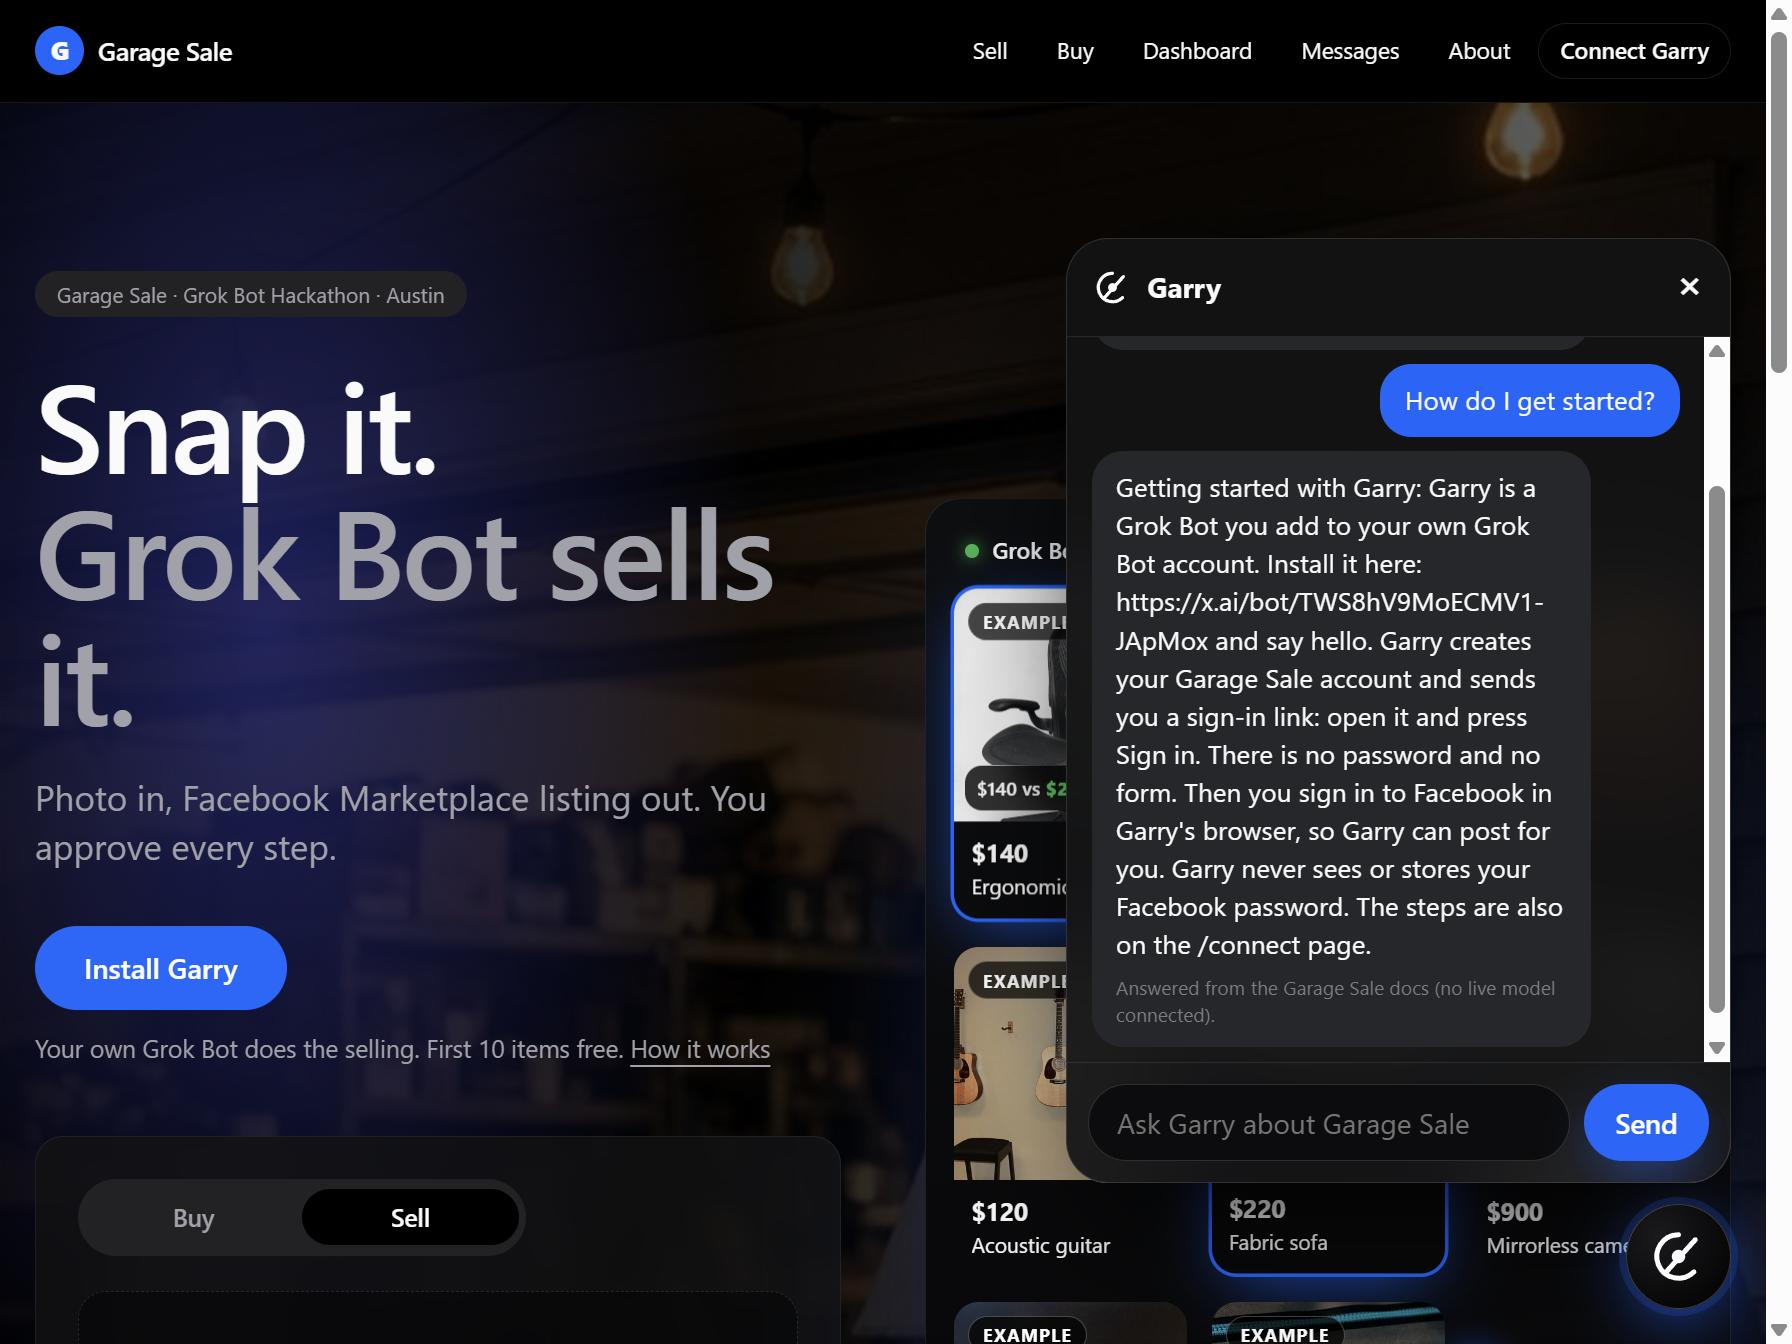 G Garage Sale
Sell
Buy
Dashboard
Messages
About
Connect Garry
Garage Sale · Grok Bot Hackathon · Austin
Snap it.
Grok Bot sells
it.
Photo in, Facebook Marketplace listing out. You
approve every step.
Install Garry
Your own Grok Bot does the selling. First 10 items free. How it works
Buy
Sell
Grok
EXAMPLE
$140 vs
$140
EXAMPLE
$120
Acoustic guitar
$220
Fabric sofa
$900
Mirrorless
EXAMPLE
EXAMPLE
Garry
How do I get started?
Getting started with Garry: Garry is a
Grok Bot you add to your own Grok
Bot account. Install it here:
https://x.ai/bot/TWS8hV9MoECMV1-
JApMox and say hello. Garry creates
your Garage Sale account and sends
you a sign-in link: open it and press
Sign in. There is no password and no
form. Then you sign in to Facebook in
Garry's browser, so Garry can post for
you. Garry never sees or stores your
Facebook password. The steps are also
on the /connect page.
Answered from the Garage Sale docs (no live model
connected).
Ask Garry about Garage Sale
Send